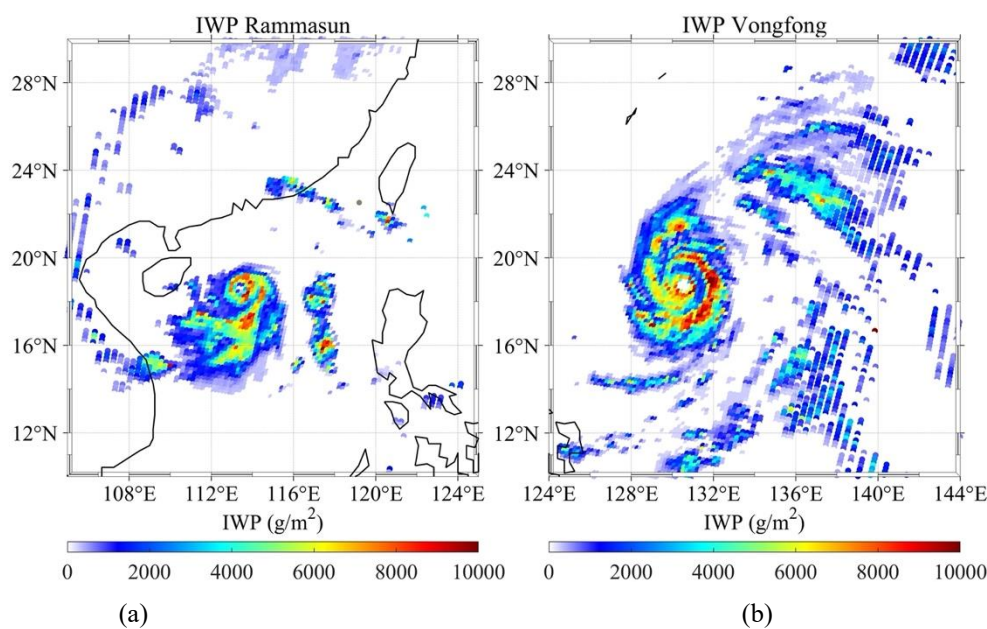 IWP Rammasun
28°N
24°N
20°N
16°N
12°N
108°E 112°E 116°E 120°E 124°E
IWP (g/m²)
0 2000 4000 6000 8000 10000
(a)
IWP Vongfong
28°N
24°N
20°N
16°N
12°N
124°E 128°E 132°E 136°E 140°E 144°E
IWP (g/m²)
0 2000 4000 6000 8000 10000
(b)